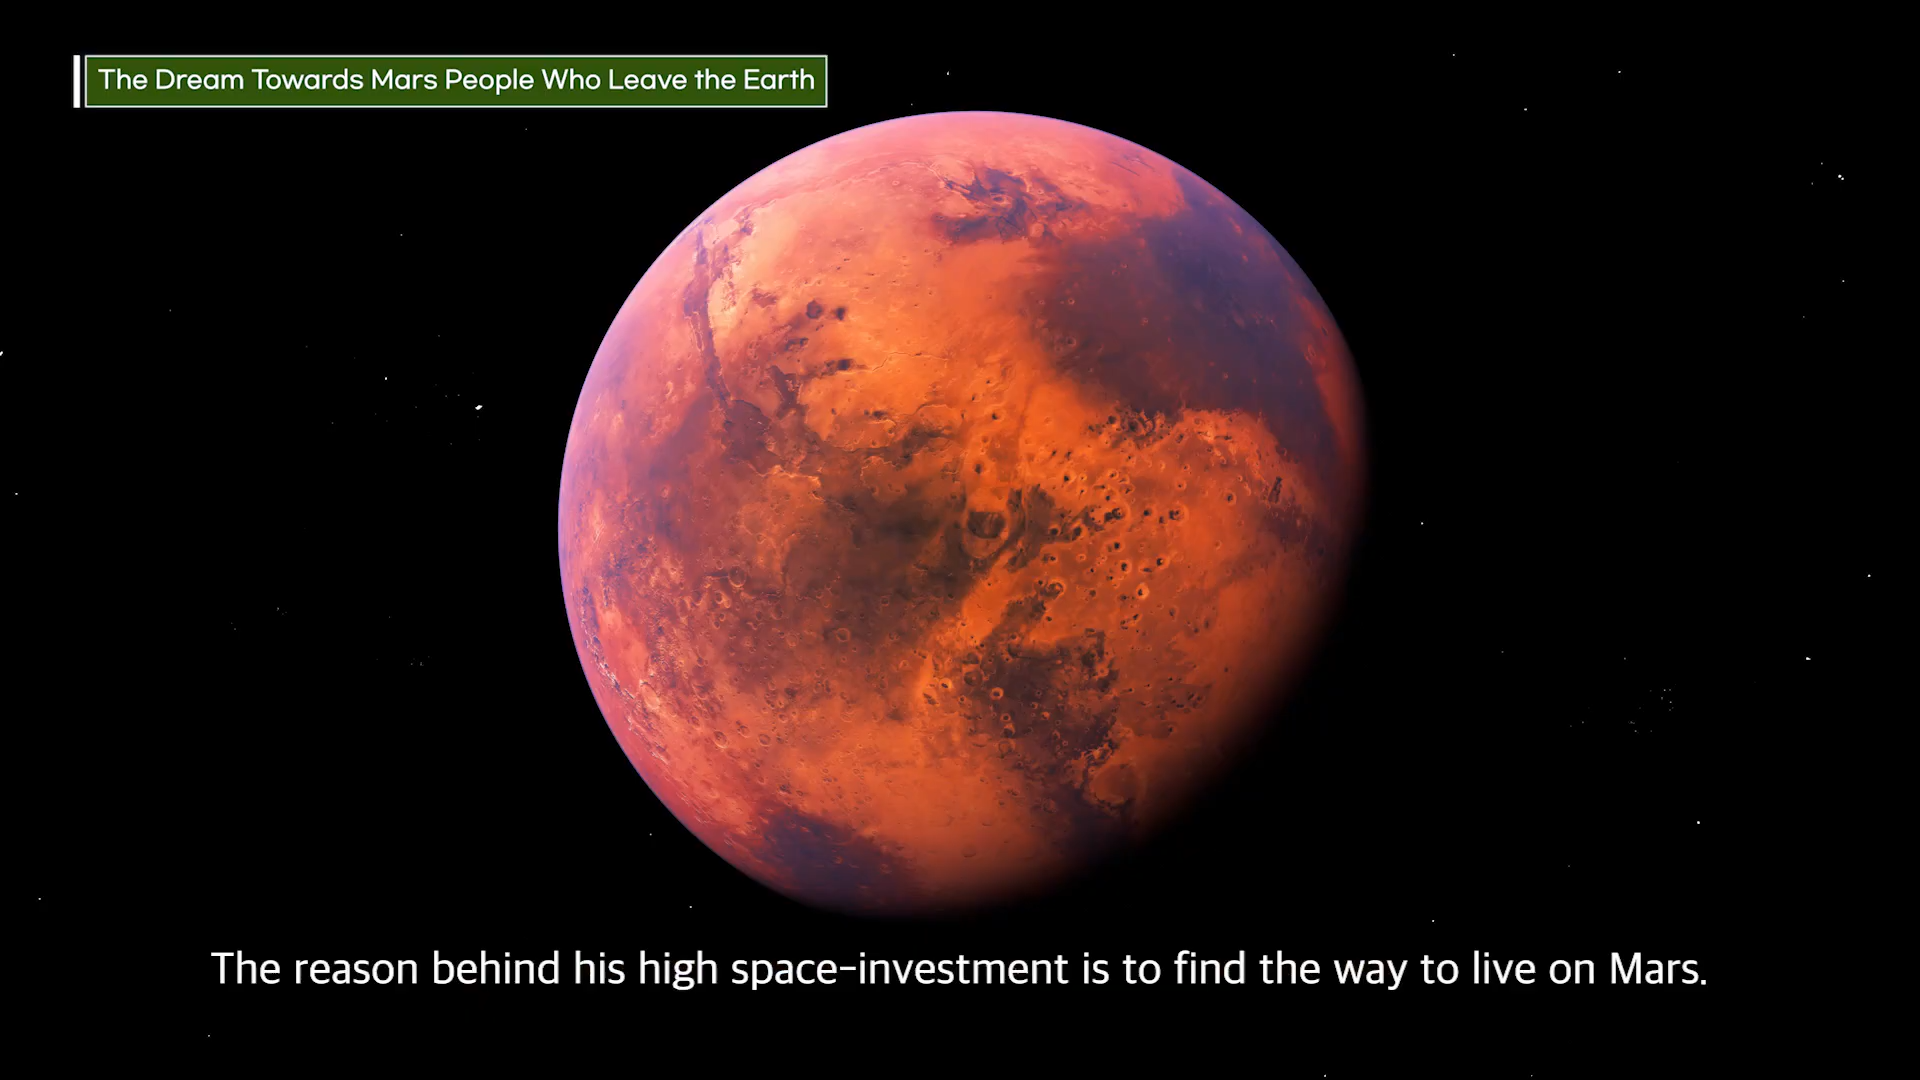 The Dream Towards Mars People Who Leave the Earth
The reason behind his high space-investment is to find the way to live on Mars.